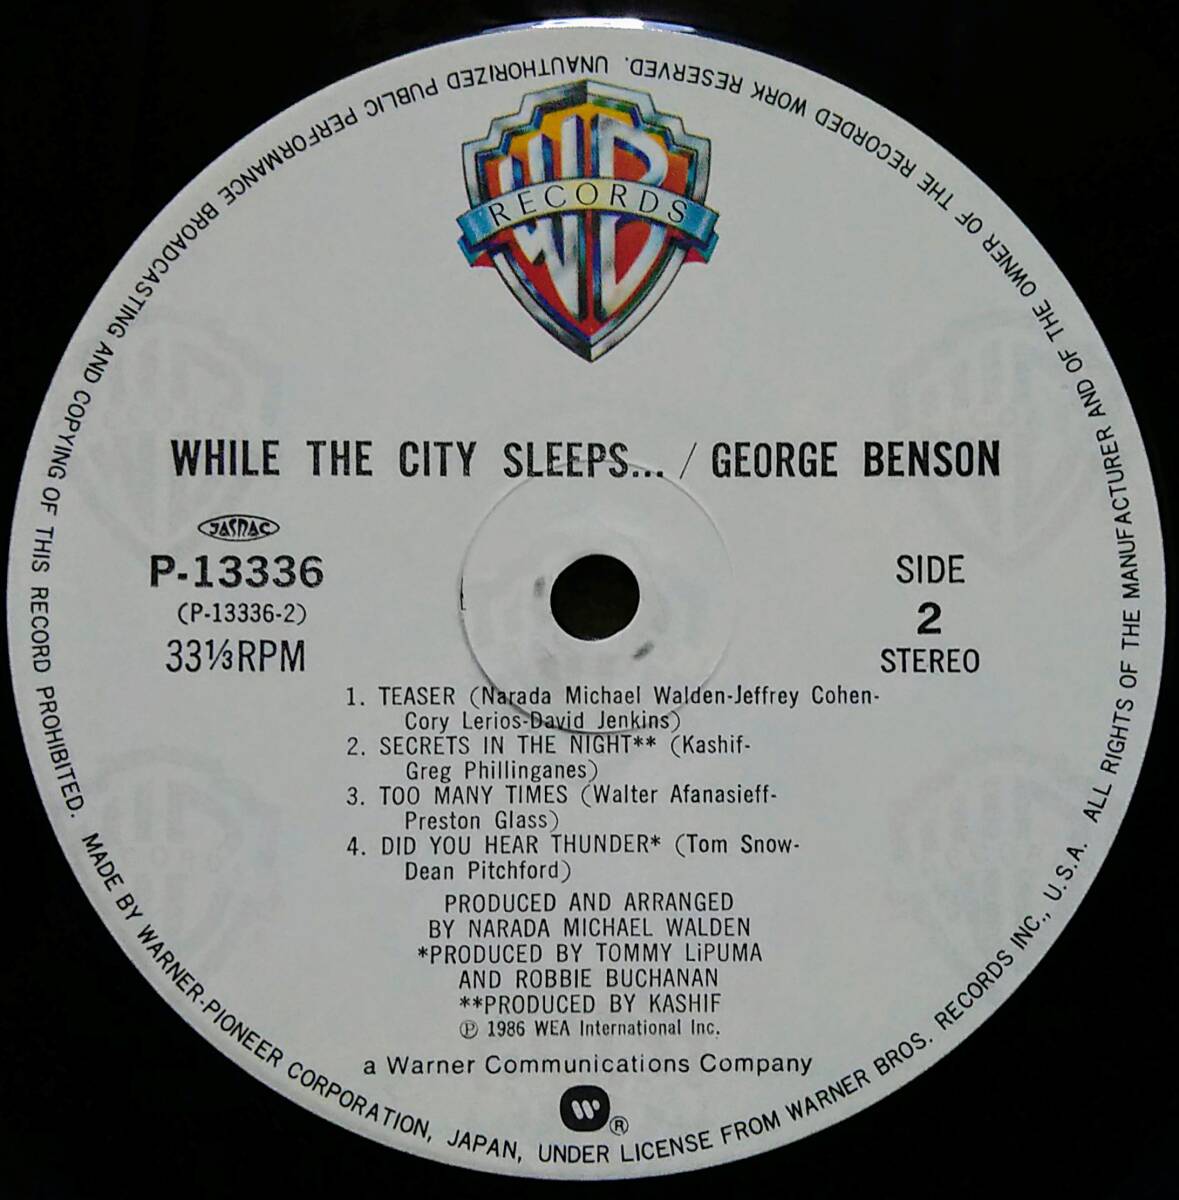 WB
RECORDS
WHILE THE CITY SLEEPS... / GEORGE BENSON
JASRAC
P-13336
(P-13336-2)
33⅓RPM
SIDE
2
STEREO
1. TEASER (Narada Michael Walden-Jeffrey Cohen-
Cory Lerios-David Jenkins)
2. SECRETS IN THE NIGHT** (Kashif-
Greg Phillinganes)
3. TOO MANY TIMES (Walter Afanasieff-
Preston Glass)
4. DID YOU HEAR THUNDER* (Tom Snow-
Dean Pitchford)
PRODUCED AND ARRANGED
BY NARADA MICHAEL WALDEN
*PRODUCED BY TOMMY LiPUMA
AND ROBBIE BUCHANAN
**PRODUCED BY KASHIF
℗ 1986 WEA International Inc.
a Warner Communications Company
W®
MADE BY WARNER-PIONEER CORPORATION, JAPAN, UNDER LICENSE FROM WARNER BROS. RECORDS INC., U.S.A. ALL RIGHTS OF THE MANUFACTURER AND OF THE OWNER OF THE RECORDED WORK RESERVED. UNAUTHORIZED PUBLIC PERFORMANCE BROADCASTING AND COPYING OF THIS RECORD PROHIBITED.